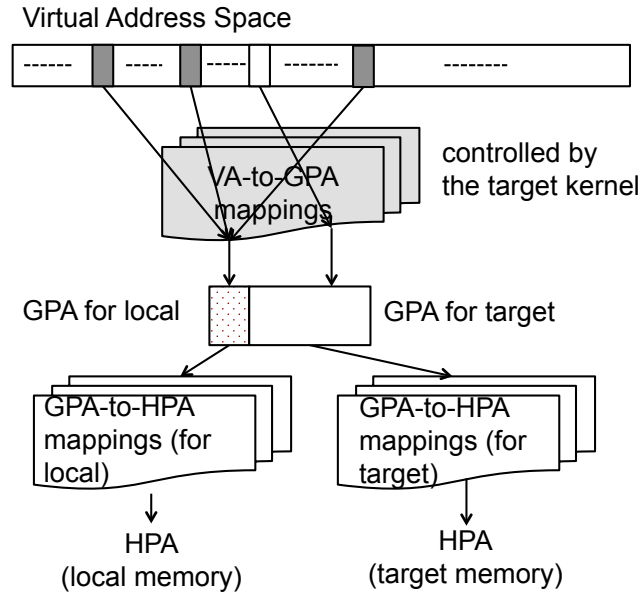 Virtual Address Space
VA-to-GPA
mappings
controlled by
the target kernel
GPA for local
GPA for target
GPA-to-HPA
mappings (for
local)
GPA-to-HPA
mappings (for
target)
HPA
(local memory)
HPA
(target memory)